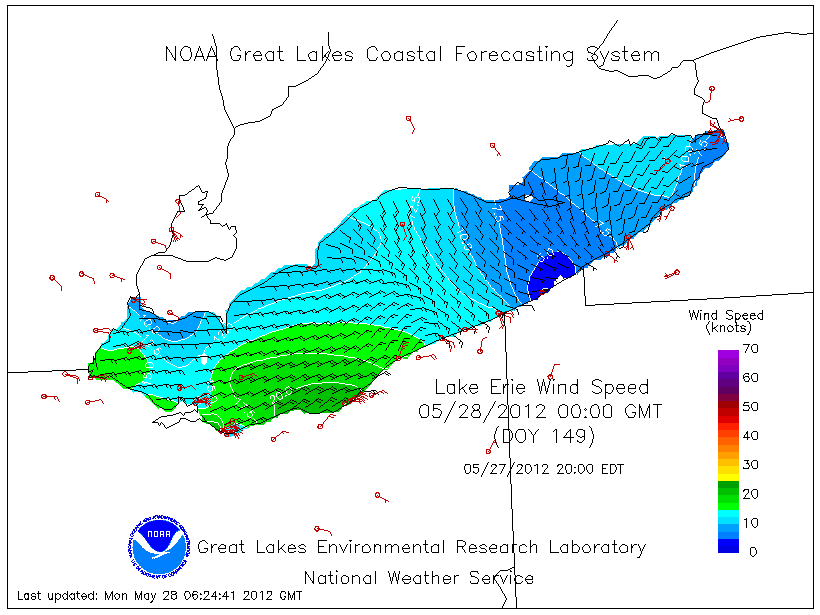 NOAA Great Lakes Coastal Forecasting System
Wind Speed
(knots)
70
60
50
40
30
20
10
0
Lake Erie Wind Speed
05/28/2012 00:00 GMT
(DOY 149)
05/27/2012 20:00 EDT
NOAA
Great Lakes Environmental Research Laboratory
National Weather Service
Last updated: Mon May 28 06:24:41 2012 GMT